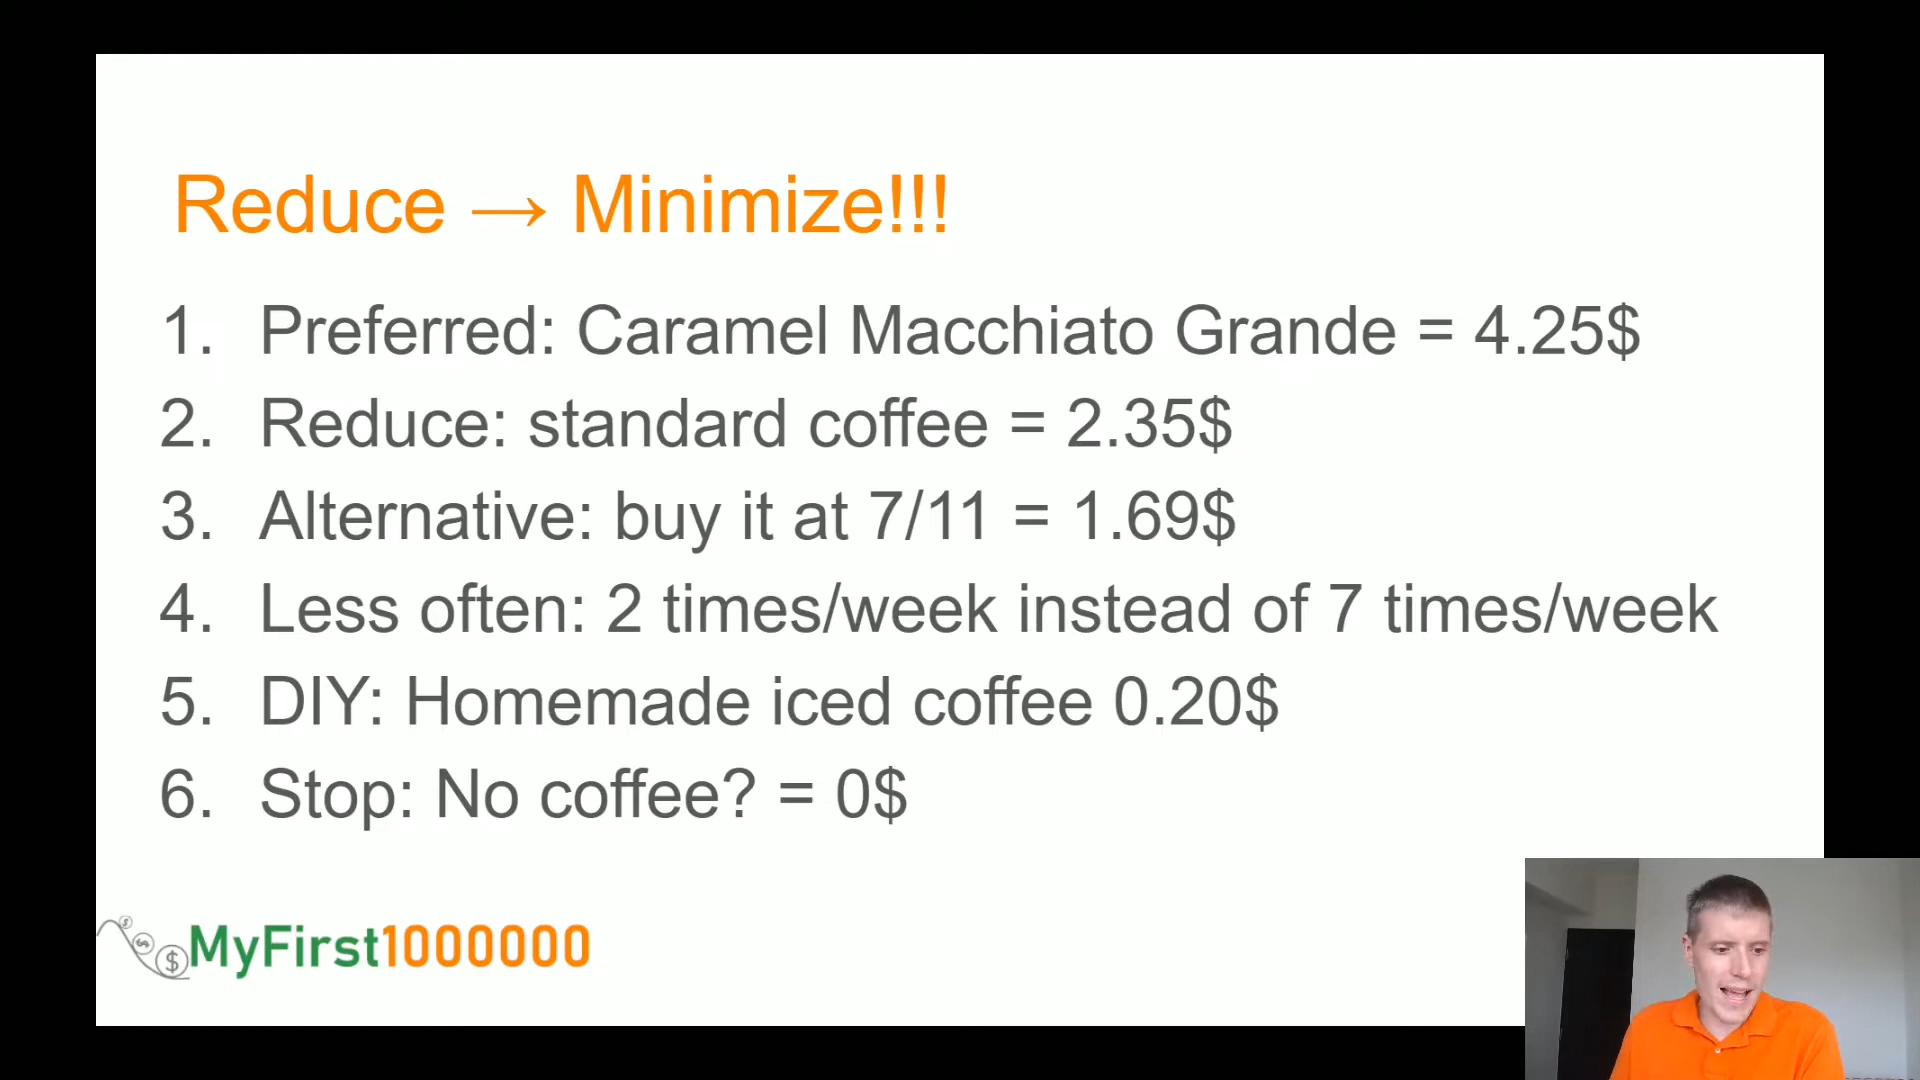 Reduce → Minimize!!!
1. Preferred: Caramel Macchiato Grande = 4.25$
2. Reduce: standard coffee = 2.35$
3. Alternative: buy it at 7/11 = 1.69$
4. Less often: 2 times/week instead of 7 times/week
5. DIY: Homemade iced coffee 0.20$
6. Stop: No coffee? = 0$
MyFirst1000000